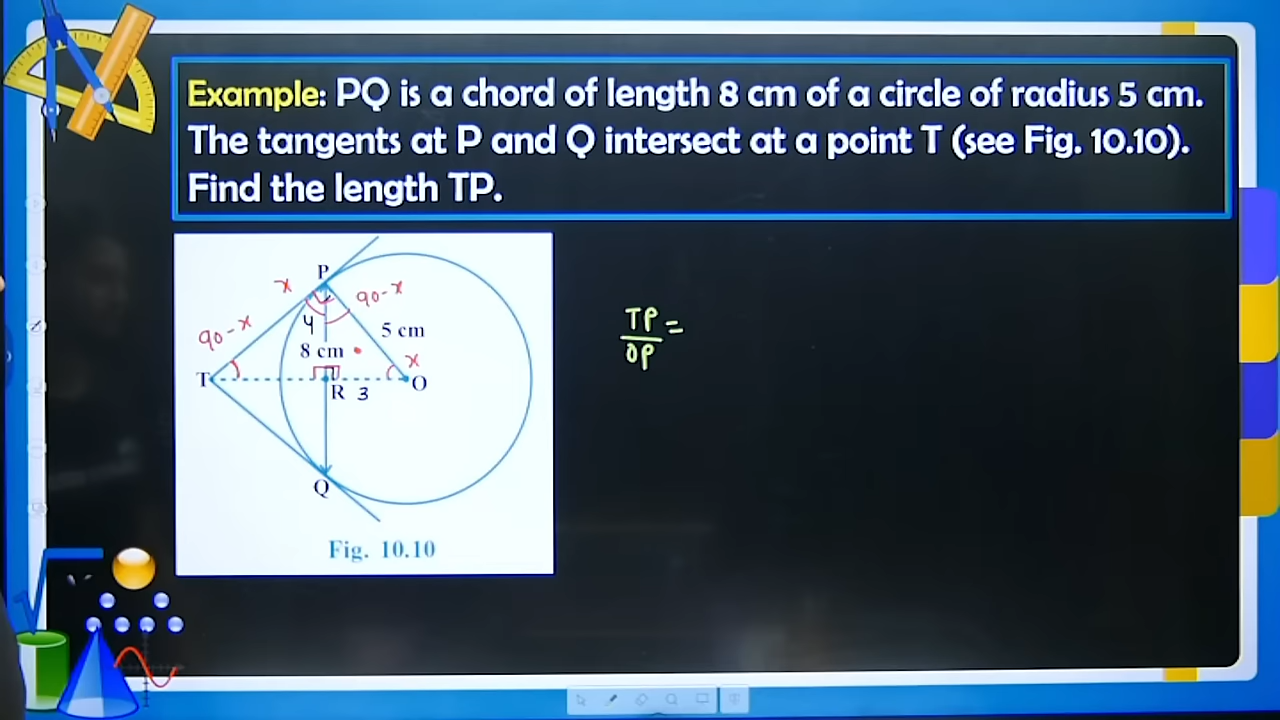 Example: PQ is a chord of length 8 cm of a circle of radius 5 cm.
The tangents at P and Q intersect at a point T (see Fig. 10.10).
Find the length TP.
P
x
90-x
90-x
4
5 cm
8 cm
x
T
R 3
O
Q
Fig. 10.10
TP
=
OP